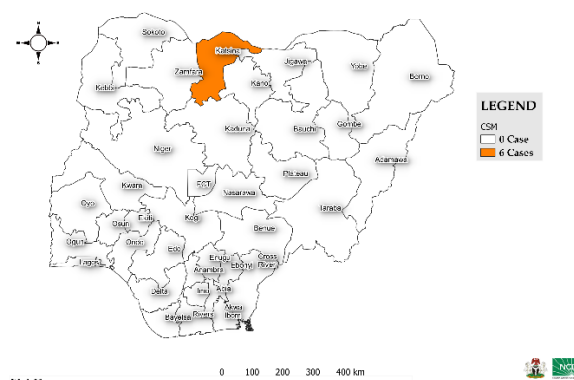 Sokoto
Katsina
Jigawa
Yobe
Borno
Zamfara
Kano
Kebbi
Kaduna
Bauchi
Gombe
Adamawa
Niger
Plateau
FCT
Kwara
Nasarawa
Oyo
Taraba
Ekiti
Kogi
Osun
Benue
Ogun
Ondo
Edo
Lagos
Enugu
Anambra
Ebonyi
Cross
River
Delta
Imo
Abia
Akwa
Ibom
Bayelsa
Rivers
LEGEND
CSM
0 Case
6 Cases
0 100 200 300 400 km